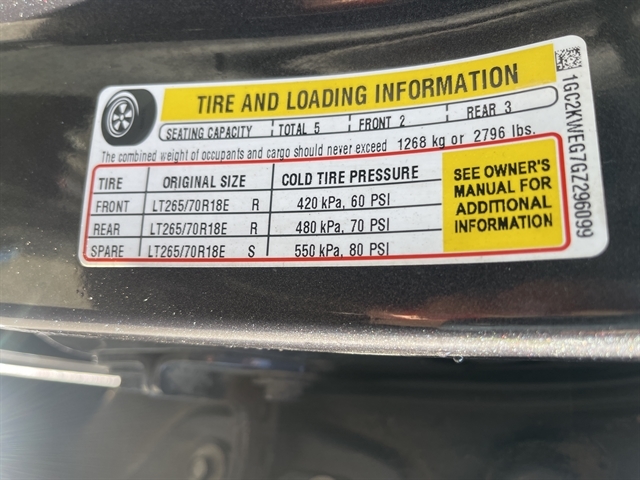 TIRE AND LOADING INFORMATION
SEATING CAPACITY TOTAL 5 FRONT 2 REAR 3
The combined weight of occupants and cargo should never exceed 1268 kg or 2796 lbs.
TIRE ORIGINAL SIZE COLD TIRE PRESSURE
FRONT LT265/70R18E R 420 kPa, 60 PSI
REAR LT265/70R18E R 480 kPa, 70 PSI
SPARE LT265/70R18E S 550 kPa, 80 PSI
SEE OWNER'S
MANUAL FOR
ADDITIONAL
INFORMATION
1GC2KWEG7GZ296099